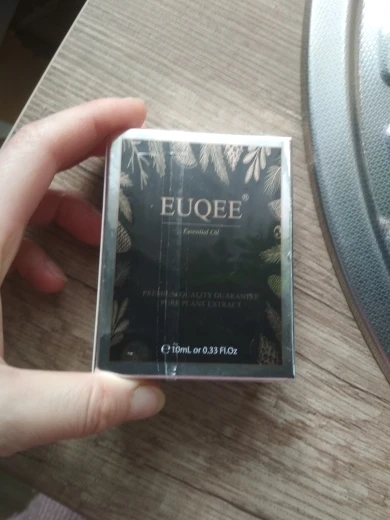 EUQEE®
Essential Oil
PREMIUM QUALITY GUARANTEE
PURE PLANT EXTRACT
℮ 10mL or 0.33 Fl.Oz